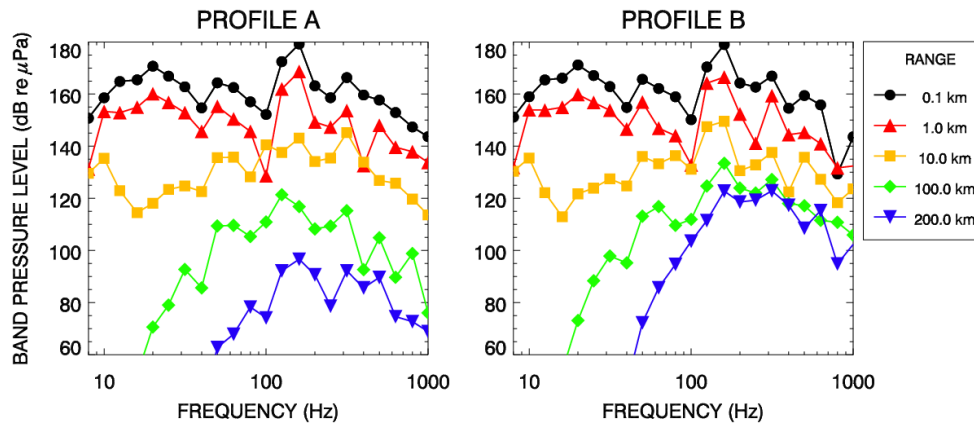 PROFILE A
PROFILE B
BAND PRESSURE LEVEL (dB re μPa)
180
160
140
120
100
80
60
10
100
1000
FREQUENCY (Hz)
180
160
140
120
100
80
60
10
100
1000
FREQUENCY (Hz)
RANGE
0.1 km
1.0 km
10.0 km
100.0 km
200.0 km